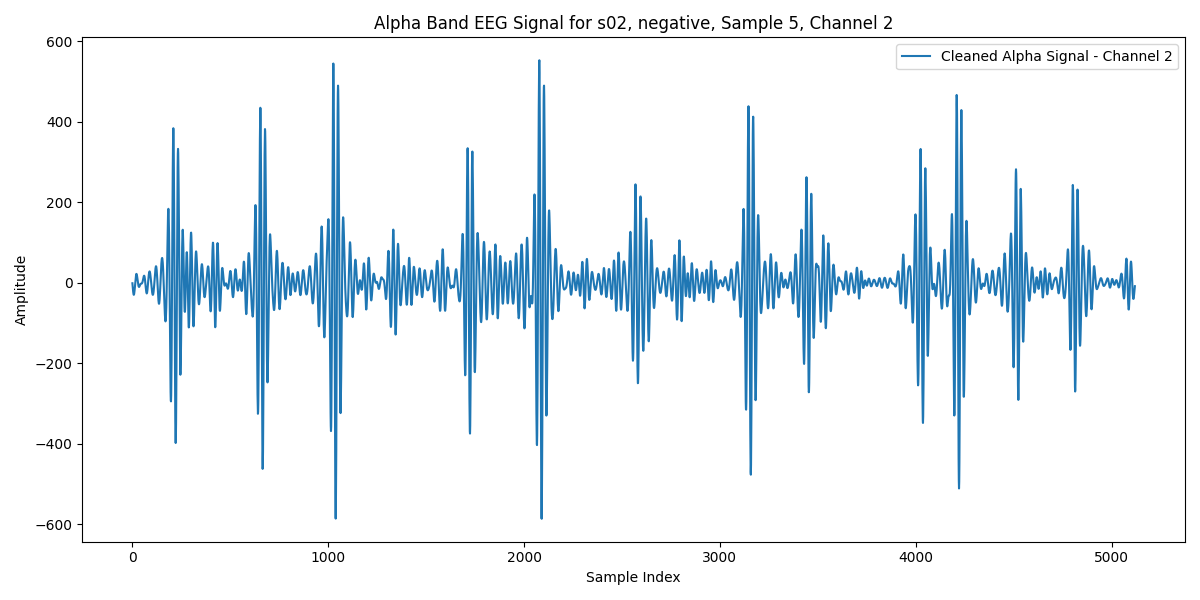 Alpha Band EEG Signal for s02, negative, Sample 5, Channel 2
Cleaned Alpha Signal - Channel 2
Amplitude
600
400
200
0
−200
−400
−600
0 1000 2000 3000 4000 5000
Sample Index